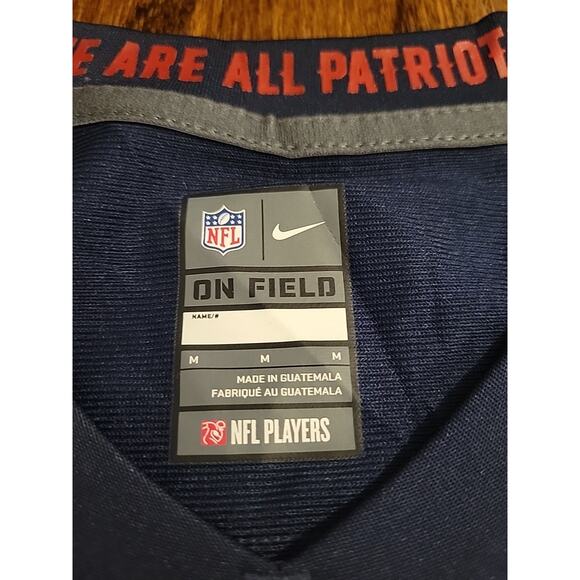 E ARE ALL PATRIOT
NFL
ON FIELD
NAME/#
M M M
MADE IN GUATEMALA
FABRIQUÉ AU GUATEMALA
NFL PLAYERS